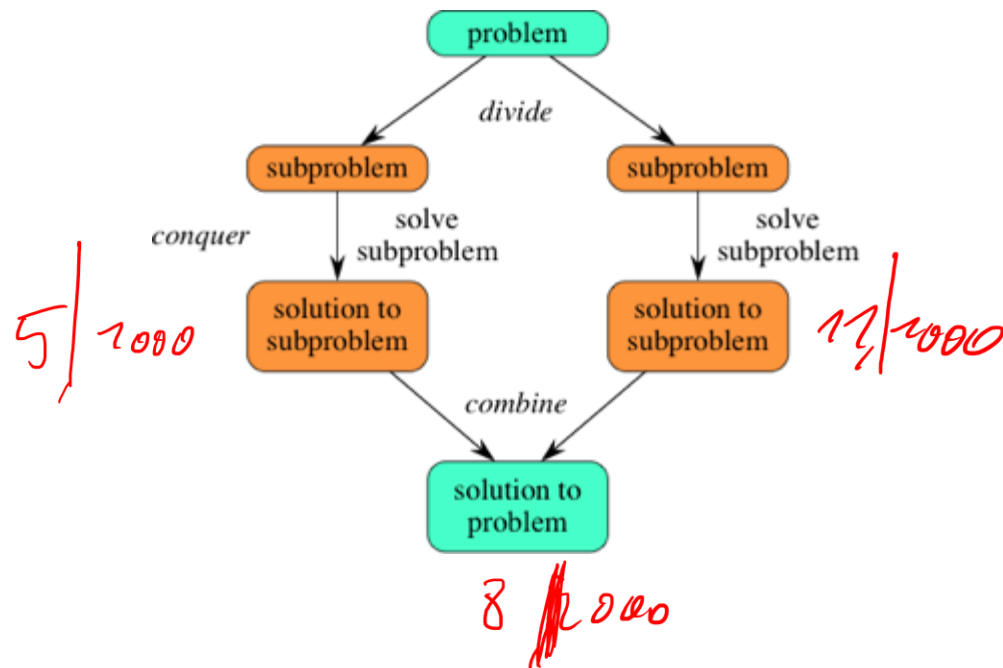 problem
divide
subproblem
subproblem
conquer
solve
subproblem
solve
subproblem
5 | 1000
solution to
subproblem
solution to
subproblem
11 | 1000
combine
solution to
problem
8